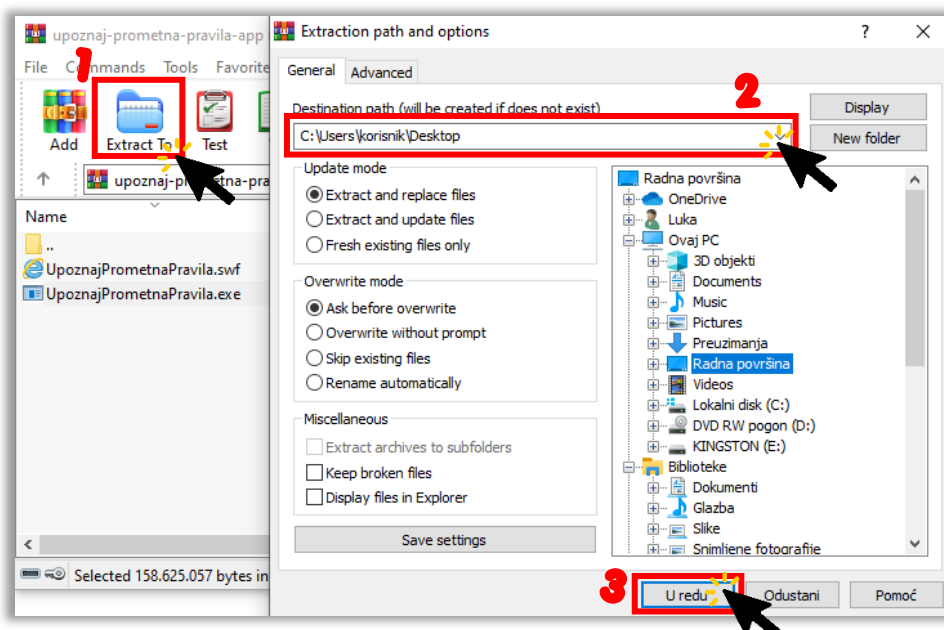 upoznaj-prometna-pravila-app
File Commands Tools Favorite
1
Add Extract To Test
upoznaj-prometna-pra
Name
..
UpoznajPrometnaPravila.swf
UpoznajPrometnaPravila.exe
Selected 158.625.057 bytes in
Extraction path and options
?
General Advanced
Destination path (will be created if does not exist)
2
C:\Users\korisnik\Desktop
Display
New folder
Update mode
Extract and replace files
Extract and update files
Fresh existing files only
Overwrite mode
Ask before overwrite
Overwrite without prompt
Skip existing files
Rename automatically
Miscellaneous
Extract archives to subfolders
Keep broken files
Display files in Explorer
Save settings
Radna površina
OneDrive
Luka
Ovaj PC
3D objekti
Documents
Music
Pictures
Preuzimanja
Radna površina
Videos
Lokalni disk (C:)
DVD RW pogon (D:)
KINGSTON (E:)
Biblioteke
Dokumenti
Glazba
Slike
Snimljene fotografije
3
U redu Odustani Pomoć